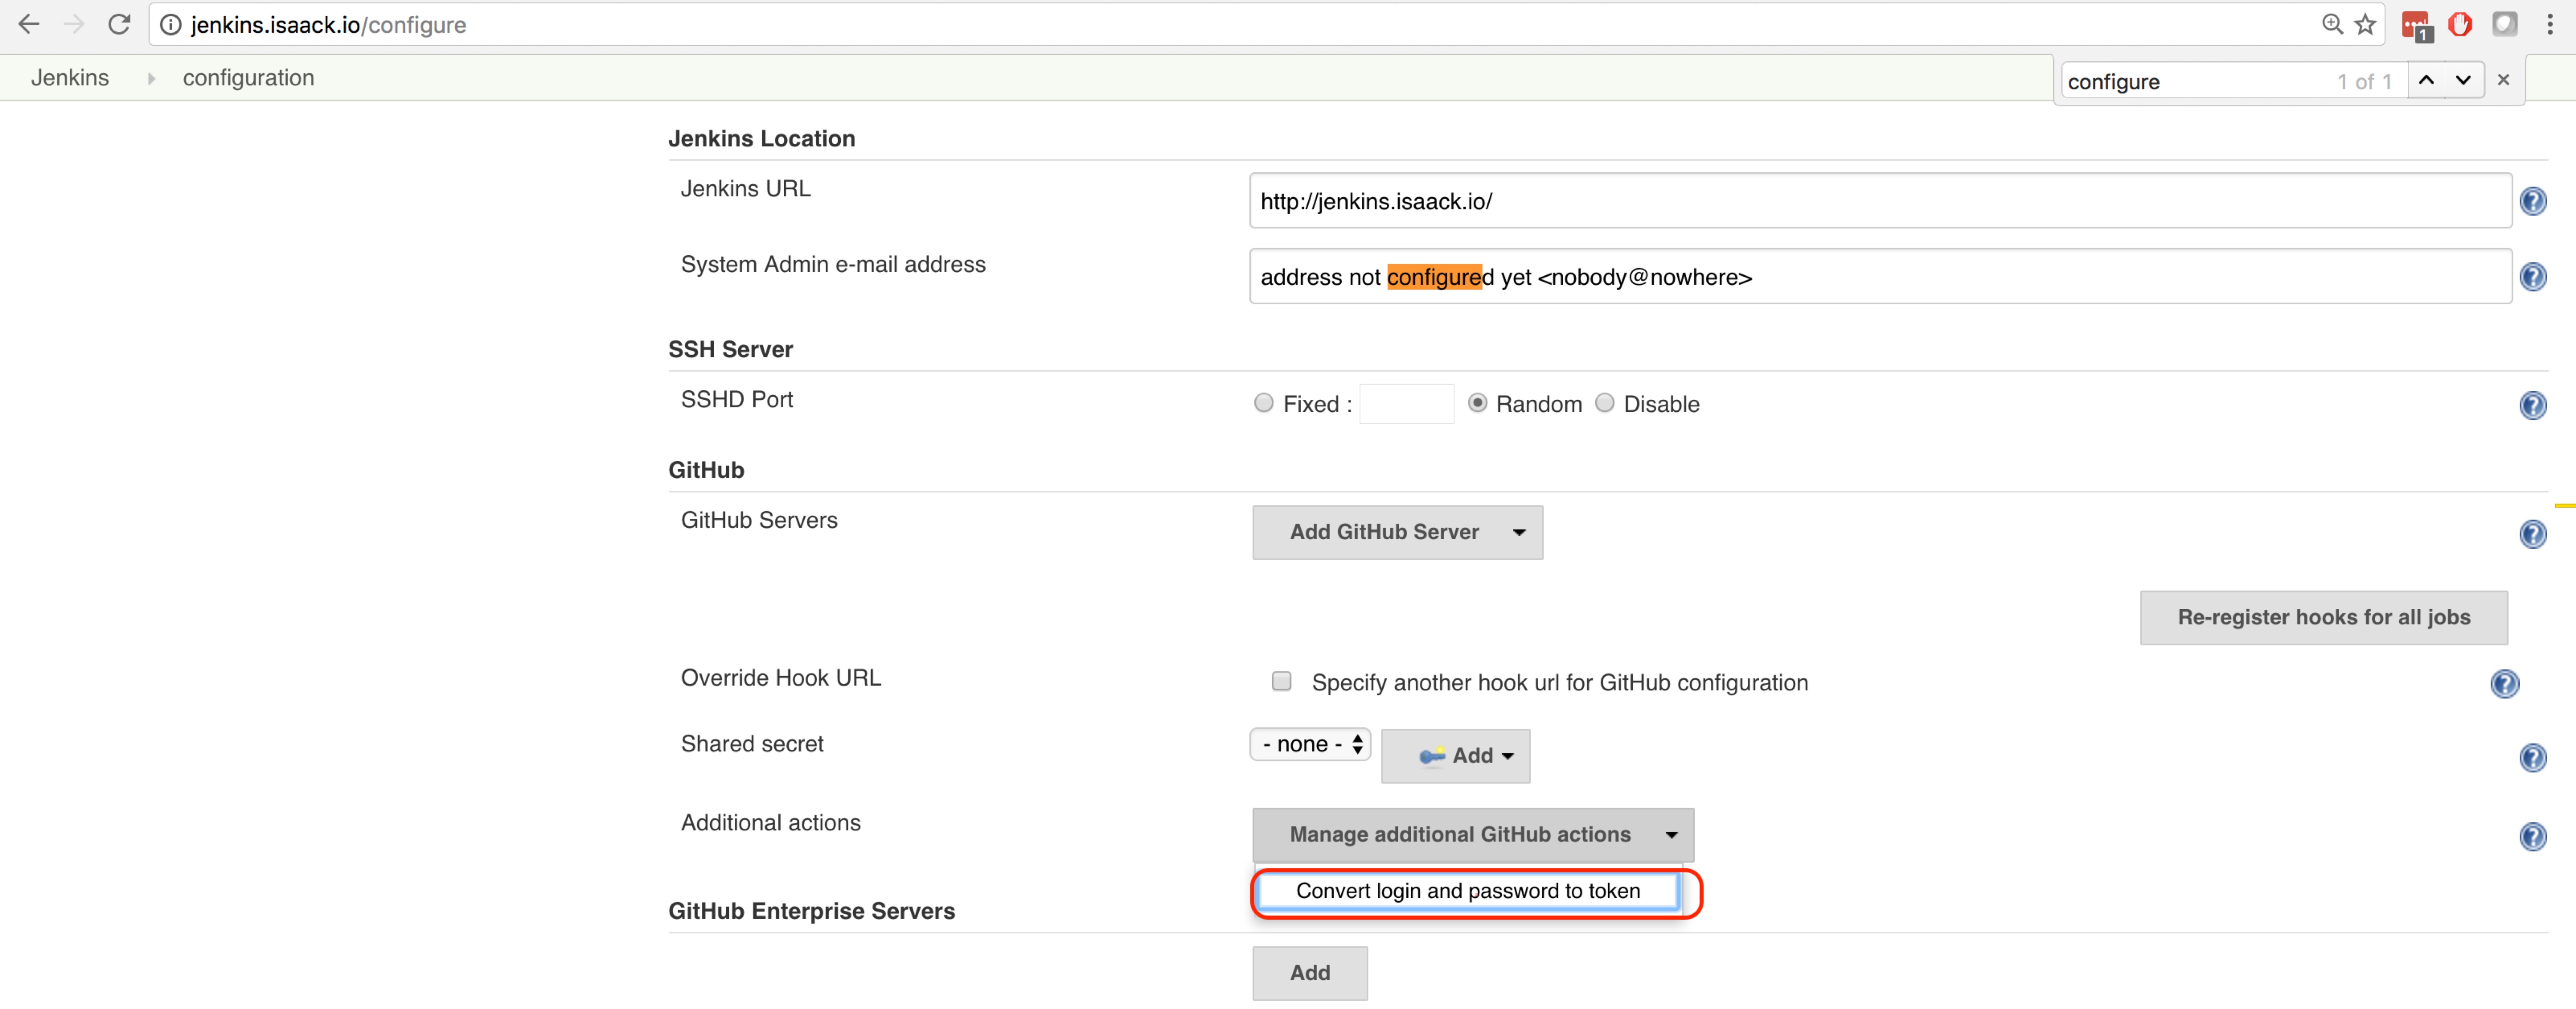 jenkins.isaack.io/configure
1
Jenkins configuration
configure 1 of 1
Jenkins Location
Jenkins URL http://jenkins.isaack.io/
System Admin e-mail address address not configured yet <nobody@nowhere>
SSH Server
SSHD Port Fixed : Random Disable
GitHub
GitHub Servers Add GitHub Server
Re-register hooks for all jobs
Override Hook URL Specify another hook url for GitHub configuration
Shared secret - none - Add
Additional actions Manage additional GitHub actions
Convert login and password to token
GitHub Enterprise Servers
Add